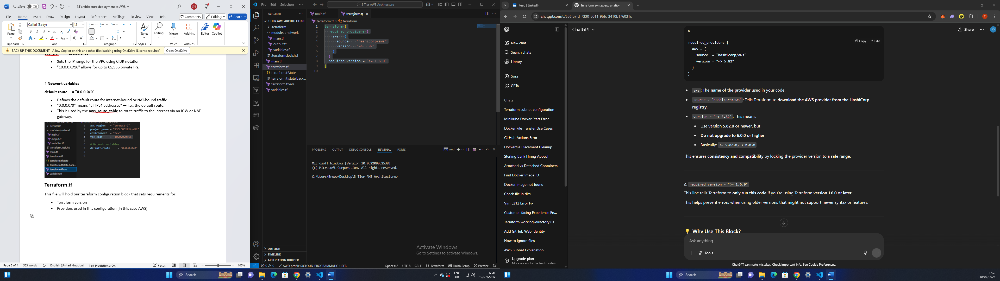 AutoSave Off 3T architecture deployment to AWS SN
File Home Insert Draw Design Layout References Mailings Review View Help Comments Editing Share
Calibri (Body) 12
Paste Styles Editing Dictate Add-ins Editor Copilot
Clipboard Font Paragraph Styles Voice Add-ins
BACK UP THIS DOCUMENT Allow Copilot on this and other files backing using OneDrive (License required). Open OneDrive
Sets the IP range for the VPC using CIDR notation.
"10.0.0.0/16" allows for up to 65,536 private IPs.
# Network variables
default-route = "0.0.0.0/0"
Defines the default route for internet-bound or NAT-bound traffic.
"0.0.0.0/0" means "all IPv4 addresses" — i.e., the default route.
This is used by the aws_route_table to route traffic to the internet via an IGW or NAT
gateway.
.terraform
modules\network
main.tf
output.tf
variables.tf
.terraform.lock.hcl
main.tf
terraform.tf
terraform.tfstate
terraform.tfstate.back...
terraform.tfvars
variables.tf
1 aws_region = "eu-west-2"
2 project_name = "SJCLOUD2024-VPC"
3 environment = "Dev"
4 vpc_cidr = "10.0.0.0/16"
5
6 # Network variables
7 default-route = "0.0.0.0/0"
8
9
Terraform.tf
This file will hold our terraform configuration block that sets requirements for:
Terraform version
Providers used in this configuration (in this case AWS)
Page 3 of 4 563 words English (United Kingdom) Text Predictions: On Focus 100%
File Edit Selection ... 3 Tier AWS Architecture
EXPLORER ...
3 TIER AWS ARCHITECTURE
.terraform
modules\network
main.tf
output.tf
variables.tf
.terraform.lock.hcl
main.tf
terraform.tf
terraform.tfstate
terraform.tfstate.back...
terraform.tfvars
variables.tf
OUTLINE
TIMELINE
APPLICATION BUILDER
main.tf terraform.tf
terraform.tf > terraform
1 terraform {
2 required_providers {
3 aws = {
4 source = "hashicorp/aws"
5 version = "~> 5.82"
6 }
7 }
8 required_version = ">= 1.6.0"
9 }
10
PROBLEMS OUTPUT DEBUG CONSOLE TERMINAL PORTS cmd
Microsoft Windows [Version 10.0.22000.2538]
(c) Microsoft Corporation. All rights reserved.
C:\Users\Brooo\Desktop\3 Tier AWS Architecture>
Activate Windows
Go to Settings to activate Windows.
0 0 AWS: profile:SJCLOUD-PROGRAMMATIC-USER Spaces: 2 UTF-8 CRLF {} Terraform Finish Setup Prettier
Search
ENG
UK
17:21
10/07/2025
Feed | LinkedIn Terraform syntax explanation
chatgpt.com/c/686fe7fd-7330-8011-9bfc-3410b176031c
New chat
Search chats
Library
Sora
GPTs
Chats
Terraform subnet configuration
Minikube Docker Start Error
Docker File Transfer Use Cases
GitHub Actions Error
Dockerfile Placement Cleanup
Sterling Bank Hiring Appeal
Attached vs Detached Containers
Find Docker Image ID
Docker image not found
Check file in dirs
Vim E212 Error Fix
Customer-facing Experience En...
Terraform working-directory us...
Add GitHub Web Identity
How to ignore files
AWS Subnet Explanation
Upgrade plan
More access to the best models
ChatGPT Share
h
Copy Edit
required_providers {
aws = {
source = "hashicorp/aws"
version = "~> 5.82"
}
}
aws: The name of the provider used in your code.
source = "hashicorp/aws": Tells Terraform to download the AWS provider from the HashiCorp
registry.
version = "~> 5.82": This means:
Use version 5.82.0 or newer, but
Do not upgrade to 6.0.0 or higher
Basically: >= 5.82.0, < 6.0.0
This ensures consistency and compatibility by locking the provider version to a safe range.
2. required_version = ">= 1.6.0"
This line tells Terraform to only run this code if you're using Terraform version 1.6.0 or later.
This helps prevent errors when using older versions that might not support newer syntax or features.
Why Use This Block?
Ask anything
Tools
ChatGPT can make mistakes. Check important info. See Cookie Preferences.
Search
17:21
10/07/2025